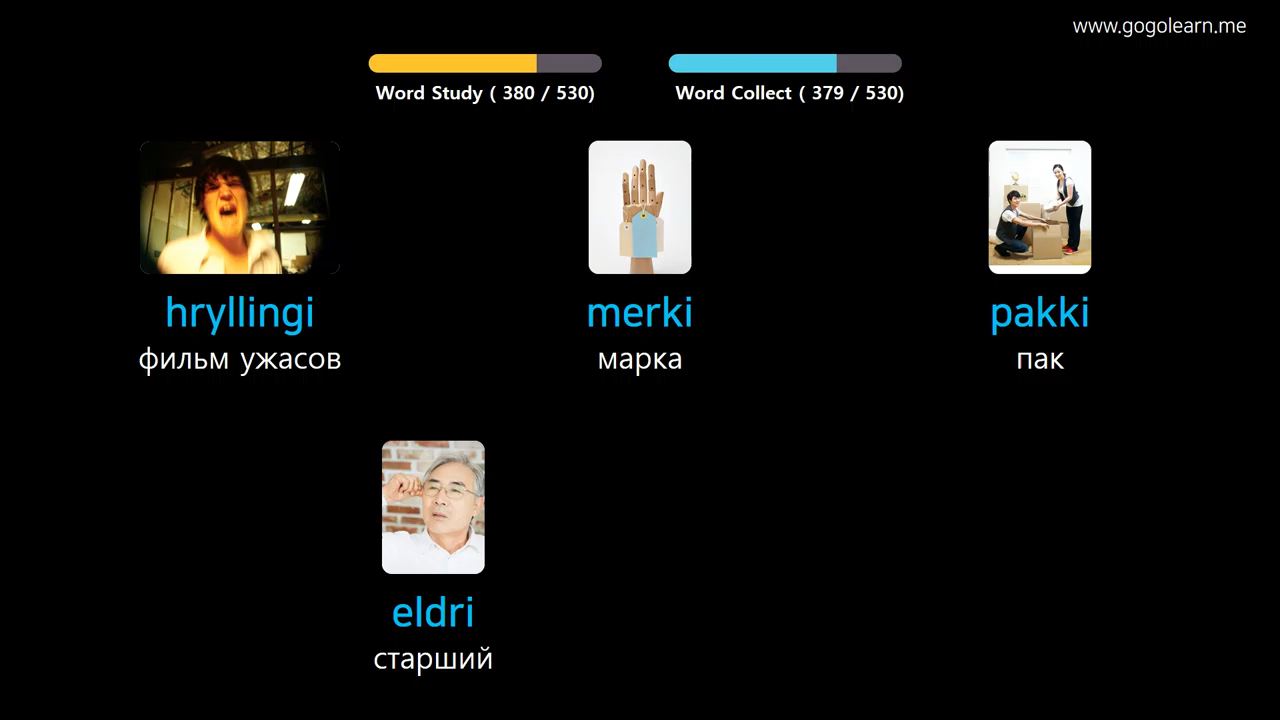 www.gogolearn.me
Word Study ( 380 / 530)
Word Collect ( 379 / 530)
hryllingi
фильм ужасов
merki
марка
pakki
пак
eldri
старший